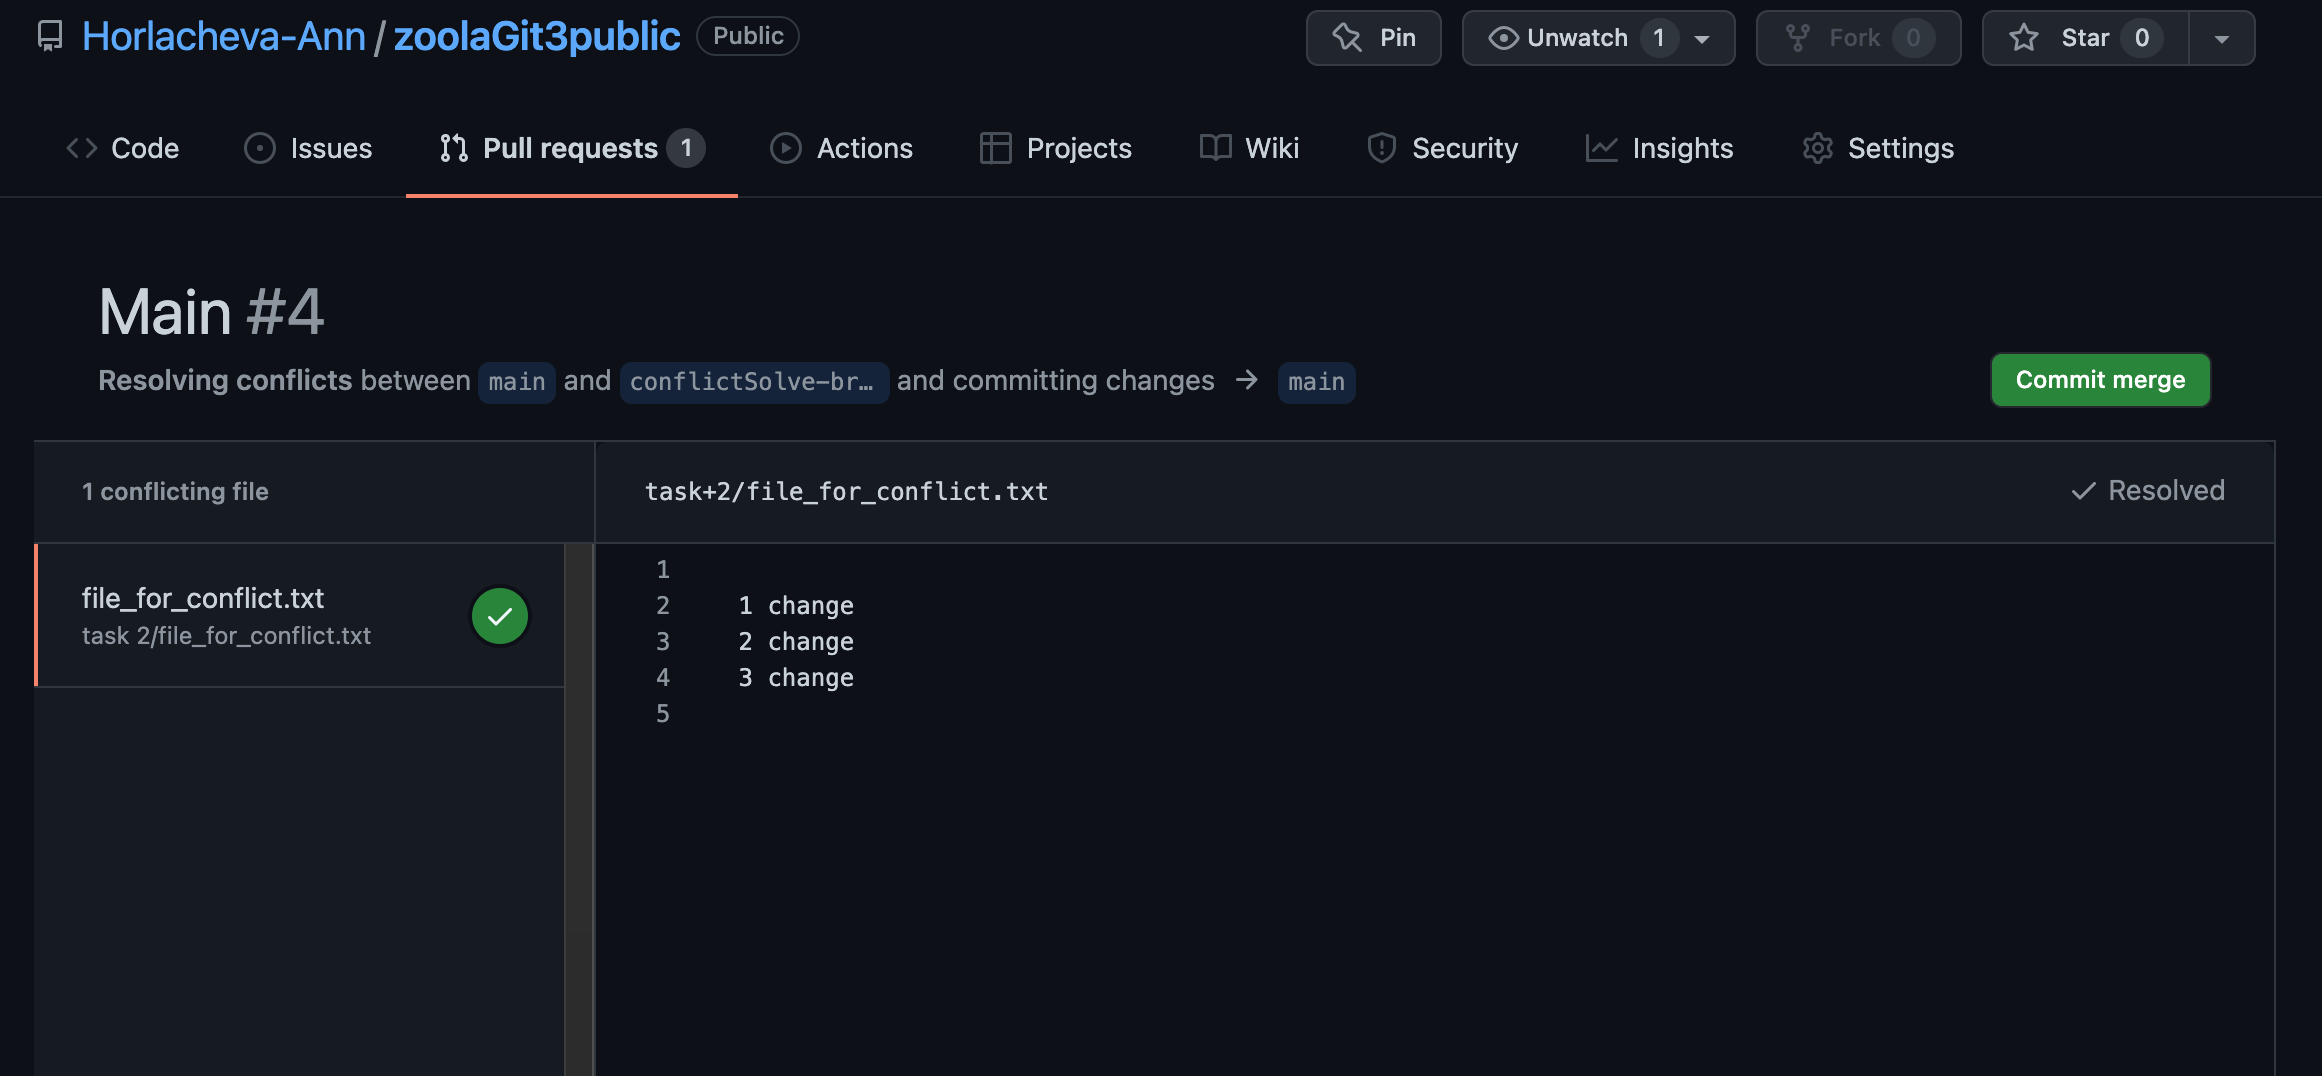 Horlacheva-Ann / zoolaGit3public Public Pin Unwatch 1 Fork 0 Star 0
Code Issues Pull requests 1 Actions Projects Wiki Security Insights Settings
Main #4
Resolving conflicts between main and conflictSolve-br… and committing changes → main Commit merge
1 conflicting file
file_for_conflict.txt
task 2/file_for_conflict.txt
task+2/file_for_conflict.txt Resolved
1
2 1 change
3 2 change
4 3 change
5